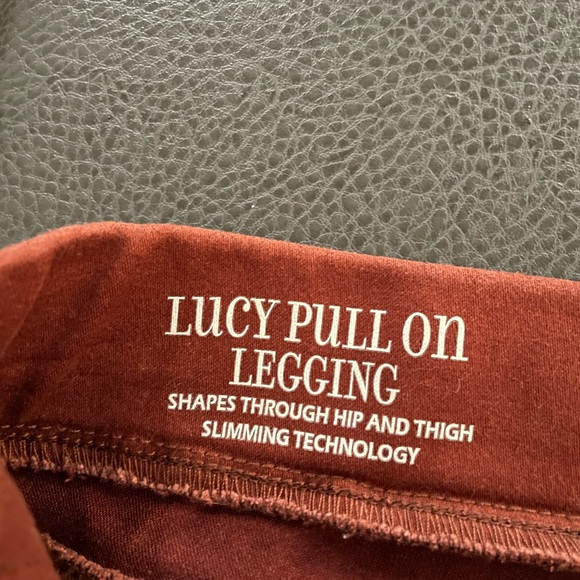 LUCY PULL ON
LEGGING
SHAPES THROUGH HIP AND THIGH
SLIMMING TECHNOLOGY